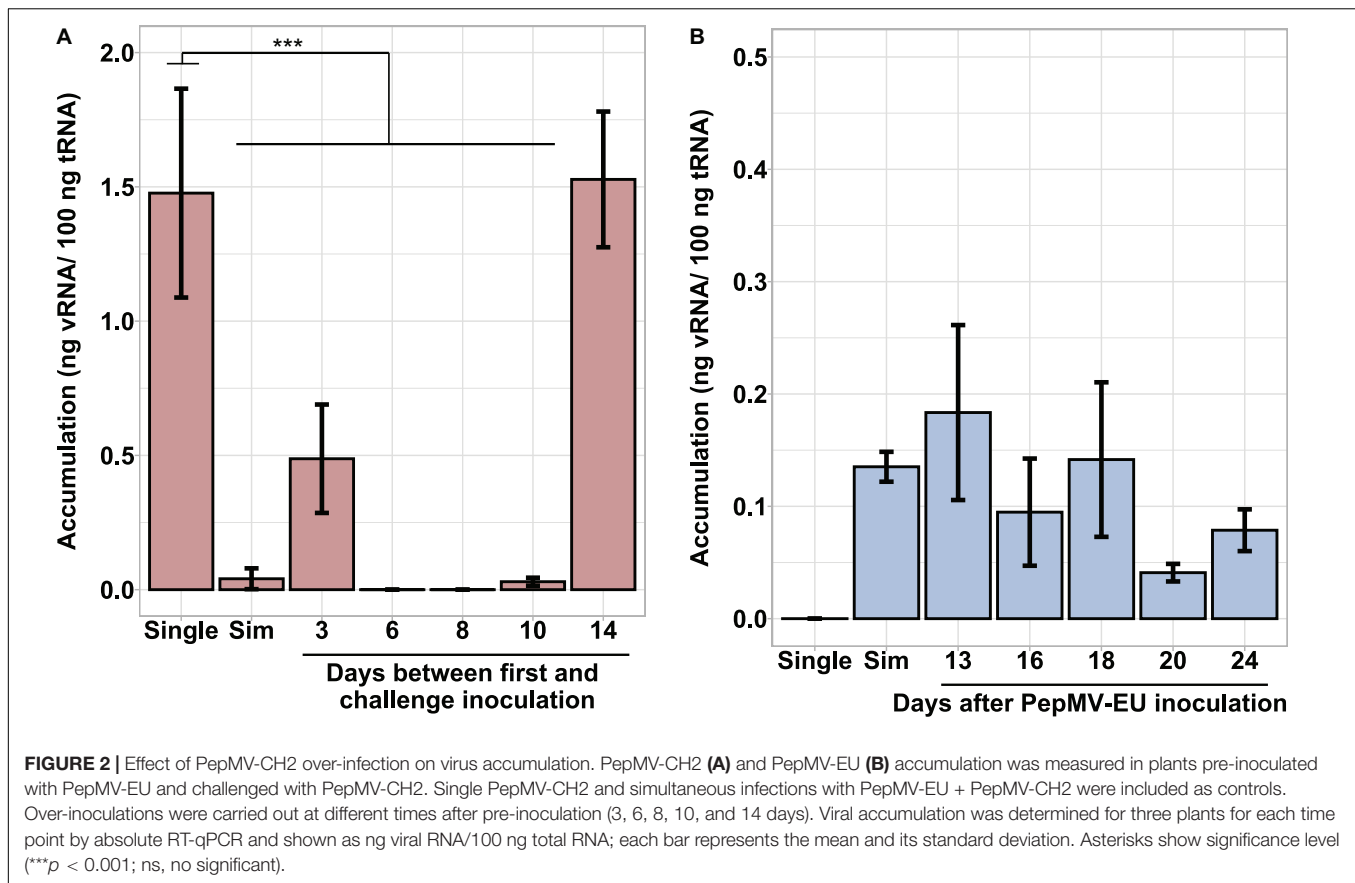 A
***
2.0
1.5
1.0
0.5
0.0
Accumulation (ng vRNA/ 100 ng tRNA)
Single Sim 3 6 8 10 14
Days between first and
challenge inoculation
B
0.5
0.4
0.3
0.2
0.1
0.0
Accumulation (ng vRNA/ 100 ng tRNA)
Single Sim 13 16 18 20 24
Days after PepMV-EU inoculation
FIGURE 2 | Effect of PepMV-CH2 over-infection on virus accumulation. PepMV-CH2 (A) and PepMV-EU (B) accumulation was measured in plants pre-inoculated
with PepMV-EU and challenged with PepMV-CH2. Single PepMV-CH2 and simultaneous infections with PepMV-EU + PepMV-CH2 were included as controls.
Over-inoculations were carried out at different times after pre-inoculation (3, 6, 8, 10, and 14 days). Viral accumulation was determined for three plants for each time
point by absolute RT-qPCR and shown as ng viral RNA/100 ng total RNA; each bar represents the mean and its standard deviation. Asterisks show significance level
(***p < 0.001; ns, no significant).